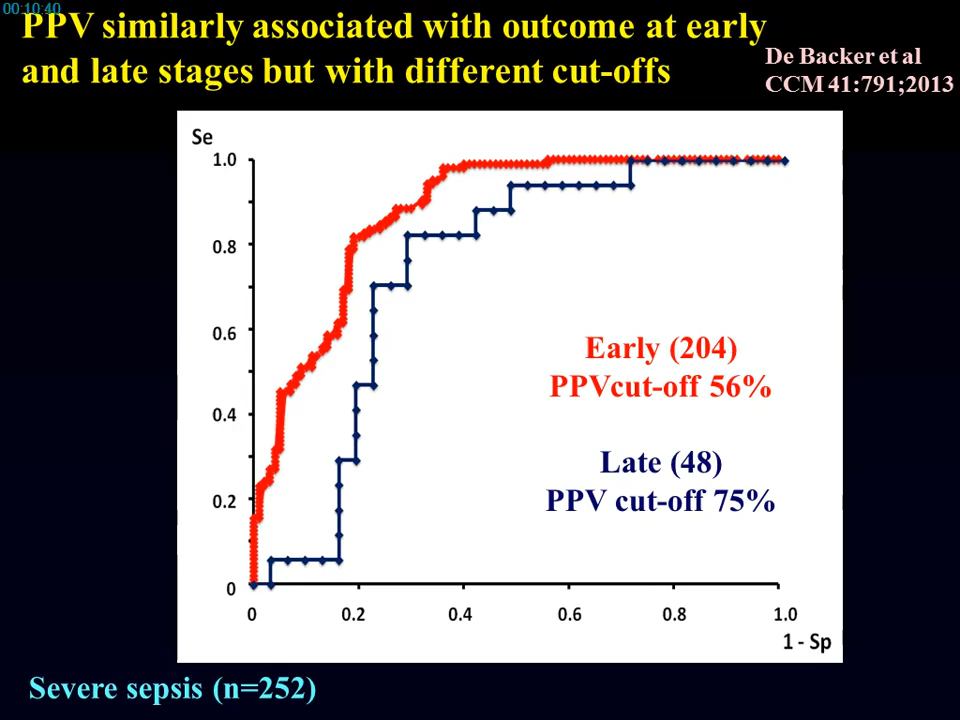 00:10:40
PPV similarly associated with outcome at early
and late stages but with different cut-offs
De Backer et al
CCM 41:791;2013
Se
1.0
0.8
0.6
0.4
0.2
0
Early (204)
PPVcut-off 56%
Late (48)
PPV cut-off 75%
0 0.2 0.4 0.6 0.8 1.0
1 - Sp
Severe sepsis (n=252)